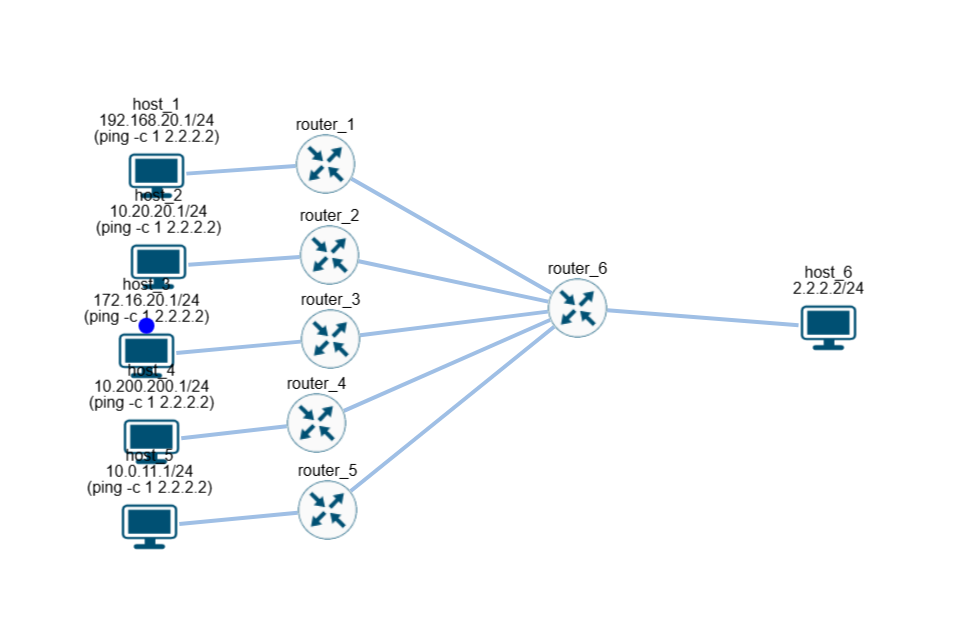 host_1
192.168.20.1/24
(ping -c 1 2.2.2.2)
router_1
host_2
10.20.20.1/24
(ping -c 1 2.2.2.2)
router_2
host_3
172.16.20.1/24
(ping -c 1 2.2.2.2)
router_3
host_4
10.200.200.1/24
(ping -c 1 2.2.2.2)
router_4
host_5
10.0.11.1/24
(ping -c 1 2.2.2.2)
router_5
router_6
host_6
2.2.2.2/24